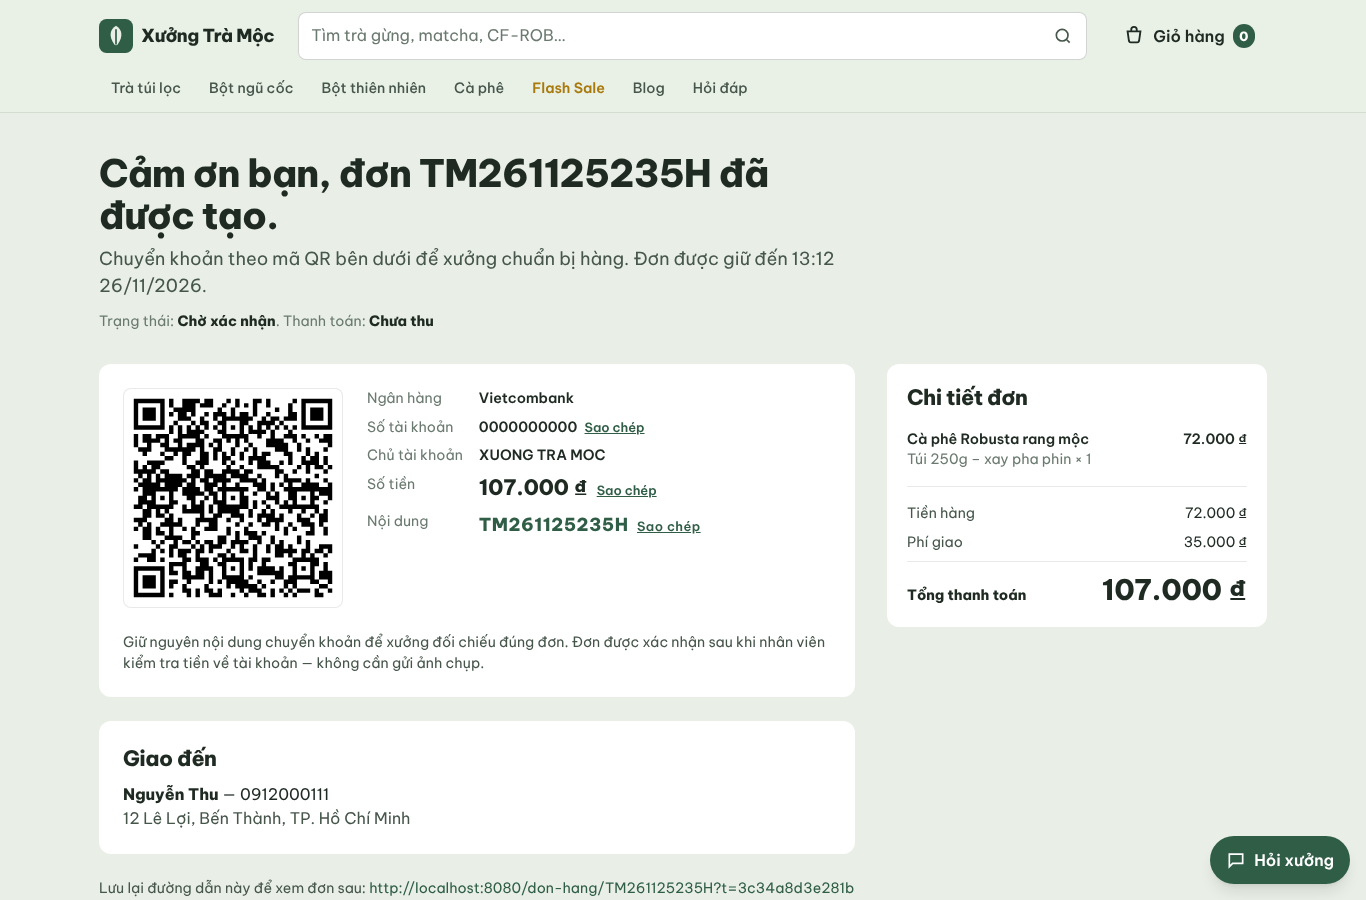 Xưởng Trà Mộc
Tìm trà gừng, matcha, CF-ROB...
Giỏ hàng 0
Trà túi lọc
Bột ngũ cốc
Bột thiên nhiên
Cà phê
Flash Sale
Blog
Hỏi đáp
Cảm ơn bạn, đơn TM261125235H đã
được tạo.
Chuyển khoản theo mã QR bên dưới để xưởng chuẩn bị hàng. Đơn được giữ đến 13:12
26/11/2026.
Trạng thái: Chờ xác nhận. Thanh toán: Chưa thu
Ngân hàng Vietcombank
Số tài khoản 0000000000 Sao chép
Chủ tài khoản XUONG TRA MOC
Số tiền 107.000 ₫ Sao chép
Nội dung TM261125235H Sao chép
Giữ nguyên nội dung chuyển khoản để xưởng đối chiếu đúng đơn. Đơn được xác nhận sau khi nhân viên
kiểm tra tiền về tài khoản — không cần gửi ảnh chụp.
Chi tiết đơn
Cà phê Robusta rang mộc 72.000 ₫
Túi 250g – xay pha phin × 1
Tiền hàng 72.000 ₫
Phí giao 35.000 ₫
Tổng thanh toán 107.000 ₫
Giao đến
Nguyễn Thu — 0912000111
12 Lê Lợi, Bến Thành, TP. Hồ Chí Minh
Lưu lại đường dẫn này để xem đơn sau: http://localhost:8080/don-hang/TM261125235H?t=3c34a8d3e281b
Hỏi xưởng